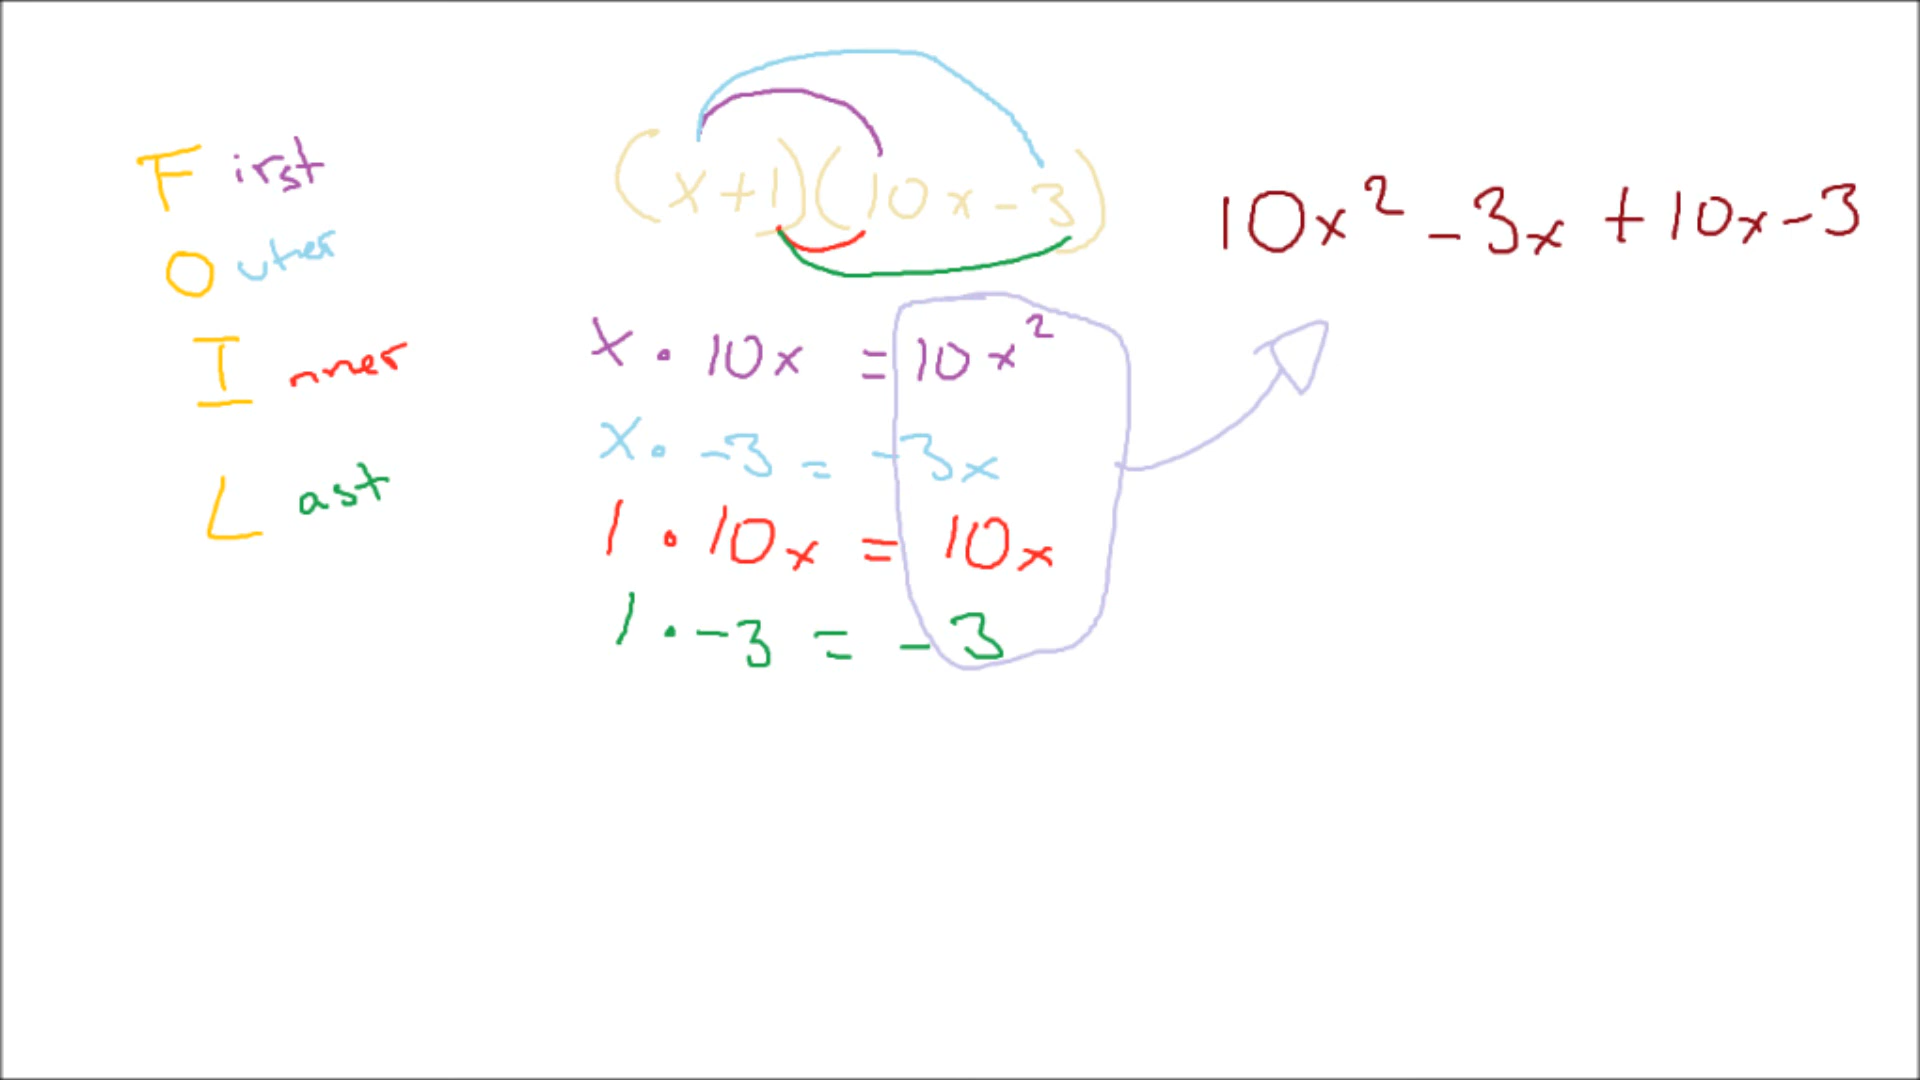 First
Outher
Inner
Last
(x+1)(10x-3)
x · 10x = 10x²
x · -3 = -3x
1 · 10x = 10x
1 · -3 = -3
10x² - 3x + 10x - 3